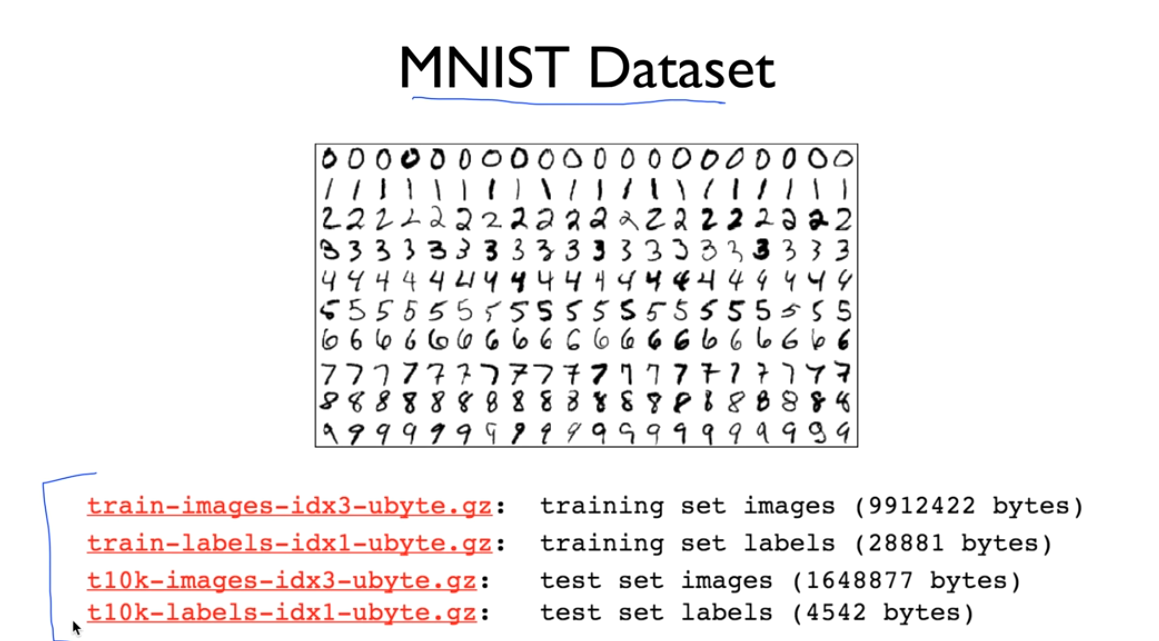 MNIST Dataset
0 0 0 0 0 0 0 0 0 0 0 0 0 0 0 0 0 0 0 0
1 1 1 1 1 1 1 1 1 1 1 1 1 1 1 1 1 1 1 1
2 2 2 2 2 2 2 2 2 2 2 2 2 2 2 2 2 2 2 2
3 3 3 3 3 3 3 3 3 3 3 3 3 3 3 3 3 3 3 3
4 4 4 4 4 4 4 4 4 4 4 4 4 4 4 4 4 4 4 4
5 5 5 5 5 5 5 5 5 5 5 5 5 5 5 5 5 5 5 5
6 6 6 6 6 6 6 6 6 6 6 6 6 6 6 6 6 6 6 6
7 7 7 7 7 7 7 7 7 7 7 7 7 7 7 7 7 7 7 7
8 8 8 8 8 8 8 8 8 8 8 8 8 8 8 8 8 8 8 8
9 9 9 9 9 9 9 9 9 9 9 9 9 9 9 9 9 9 9 9
train-images-idx3-ubyte.gz: training set images (9912422 bytes)
train-labels-idx1-ubyte.gz: training set labels (28881 bytes)
t10k-images-idx3-ubyte.gz: test set images (1648877 bytes)
t10k-labels-idx1-ubyte.gz: test set labels (4542 bytes)